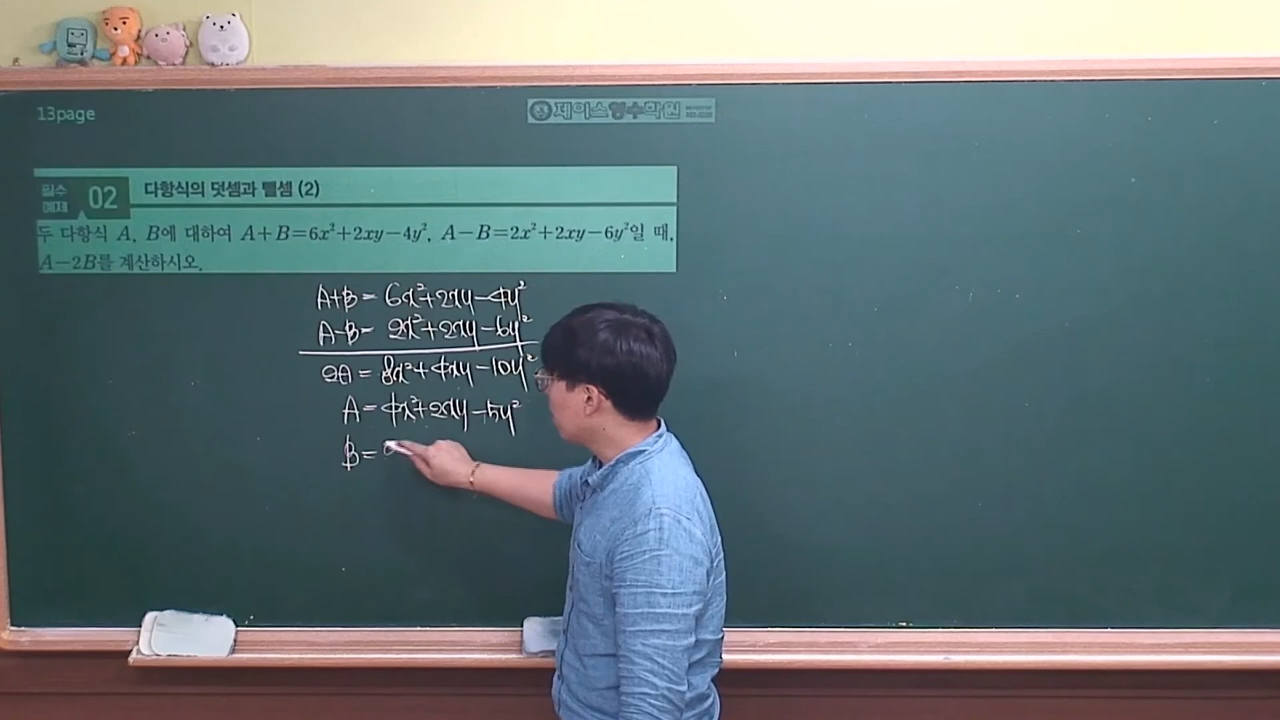 13page
제이스영수학원
필수 예제 02 다항식의 덧셈과 뺄셈 (2)
두 다항식 A, B에 대하여 A+B=6x²+2xy−4y², A−B=2x²+2xy−6y²일 때,
A−2B를 계산하시오.
A+B = 6x²+2xy−4y²
A−B = 2x²+2xy−6y²
2A = 8x²+4xy−10y²
A = 4x²+2xy−5y²
B =